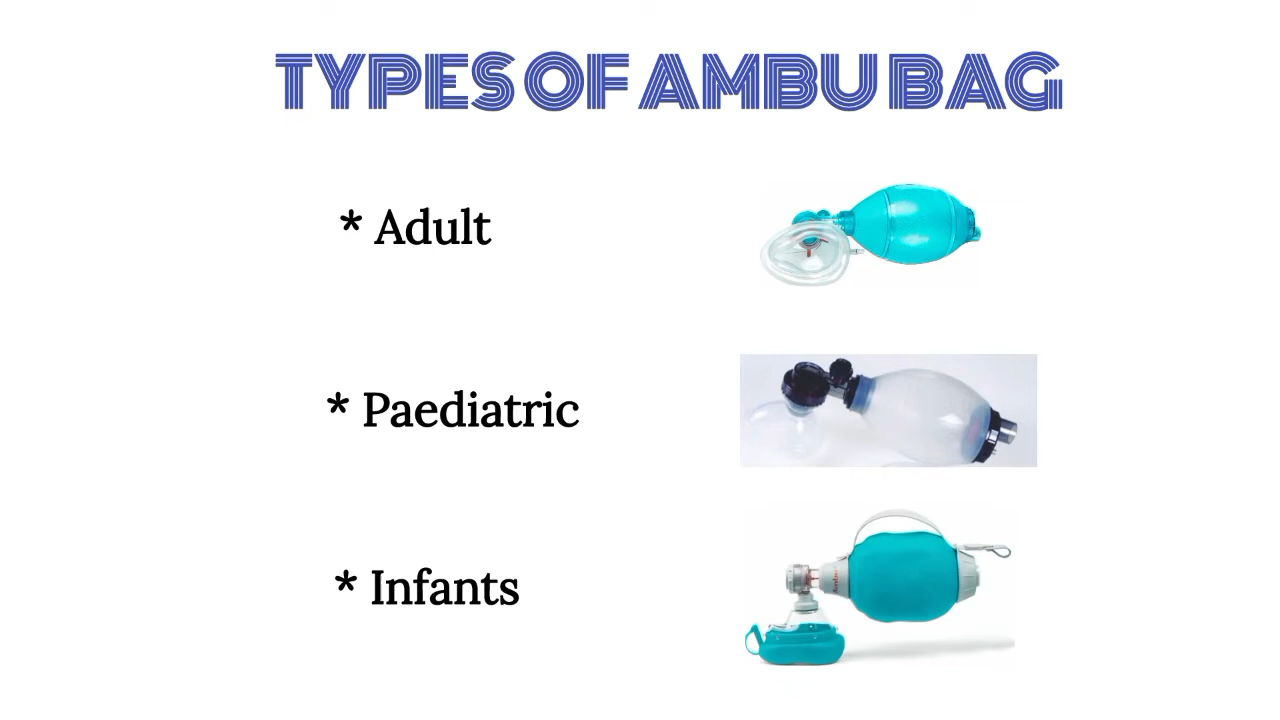 TYPES OF AMBU BAG
* Adult
* Paediatric
* Infants